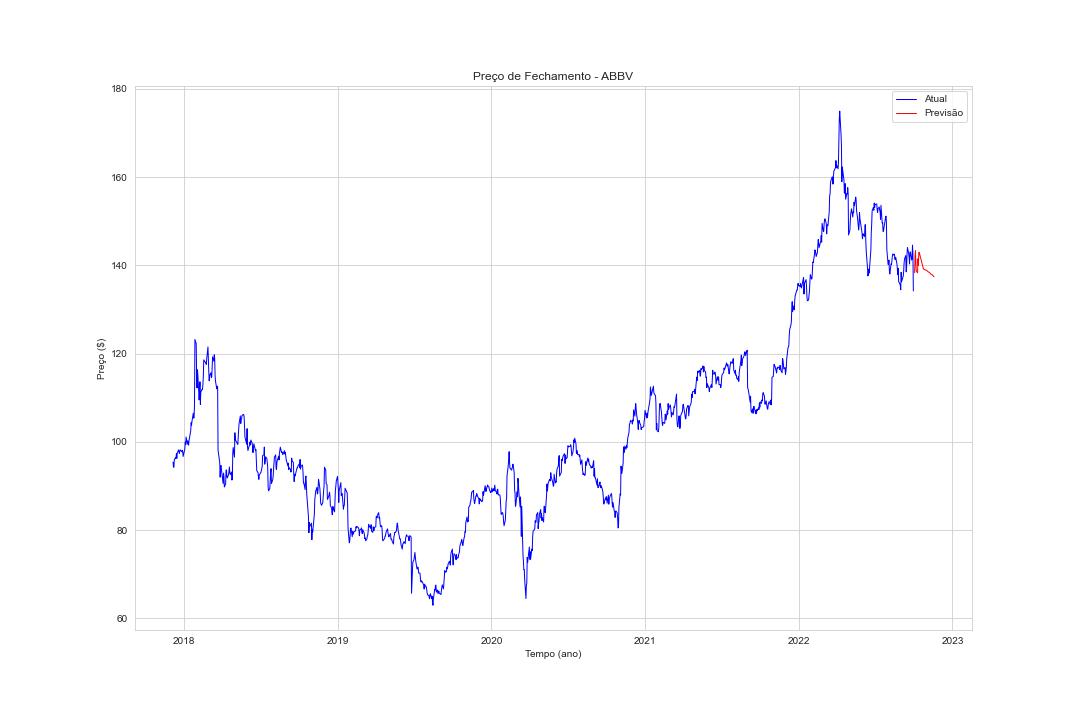 Preço de Fechamento - ABBV
180
160
140
120
100
80
60
Preço ($)
Atual
Previsão
2018 2019 2020 2021 2022 2023
Tempo (ano)